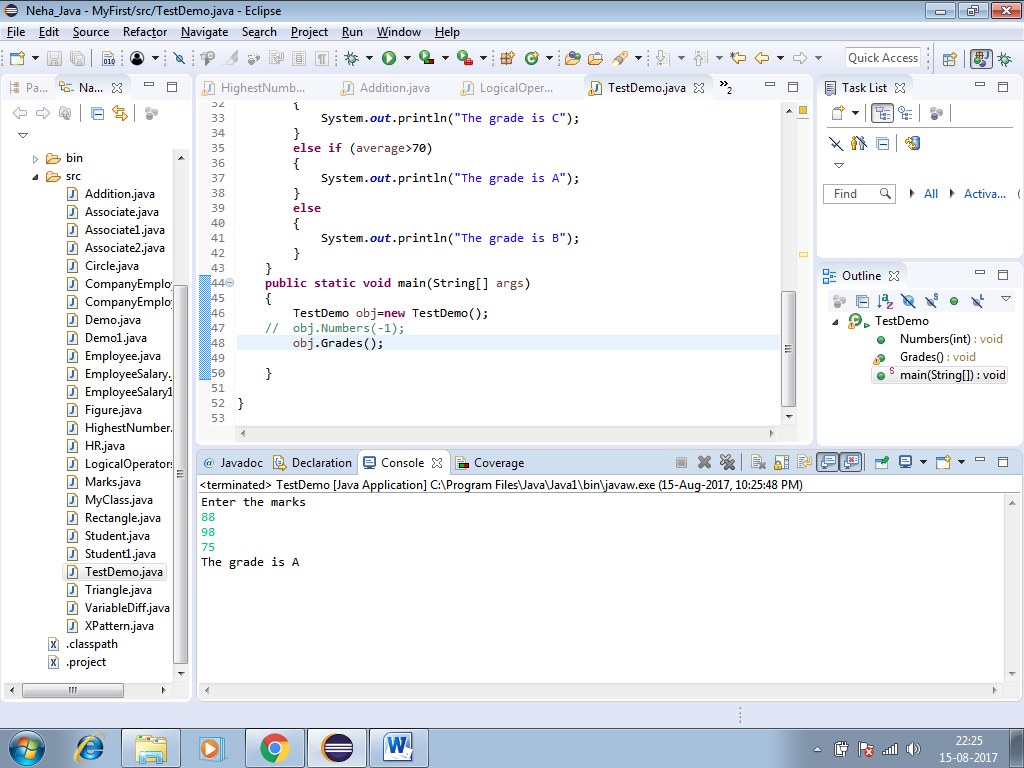 Neha_Java - MyFirst/src/TestDemo.java - Eclipse
File Edit Source Refactor Navigate Search Project Run Window Help
Quick Access
Pa... Na...
bin
src
Addition.java
Associate.java
Associate1.java
Associate2.java
Circle.java
CompanyEmplo
CompanyEmplo
Demo.java
Demo1.java
Employee.java
EmployeeSalary.
EmployeeSalary1
Figure.java
HighestNumber.
HR.java
LogicalOperator
Marks.java
MyClass.java
Rectangle.java
Student.java
Student1.java
TestDemo.java
Triangle.java
VariableDiff.java
XPattern.java
.classpath
.project
HighestNumb... Addition.java LogicalOper... TestDemo.java »2
32 {
33 System.out.println("The grade is C");
34 }
35 else if (average>70)
36 {
37 System.out.println("The grade is A");
38 }
39 else
40 {
41 System.out.println("The grade is B");
42 }
43 }
44 public static void main(String[] args)
45 {
46 TestDemo obj=new TestDemo();
47 // obj.Numbers(-1);
48 obj.Grades();
49
50 }
51
52 }
53
Task List
Find All Activa...
Outline
TestDemo
Numbers(int) : void
Grades() : void
main(String[]) : void
@ Javadoc Declaration Console Coverage
<terminated> TestDemo [Java Application] C:\Program Files\Java\Java1\bin\javaw.exe (15-Aug-2017, 10:25:48 PM)
Enter the marks
88
98
75
The grade is A
22:25
15-08-2017